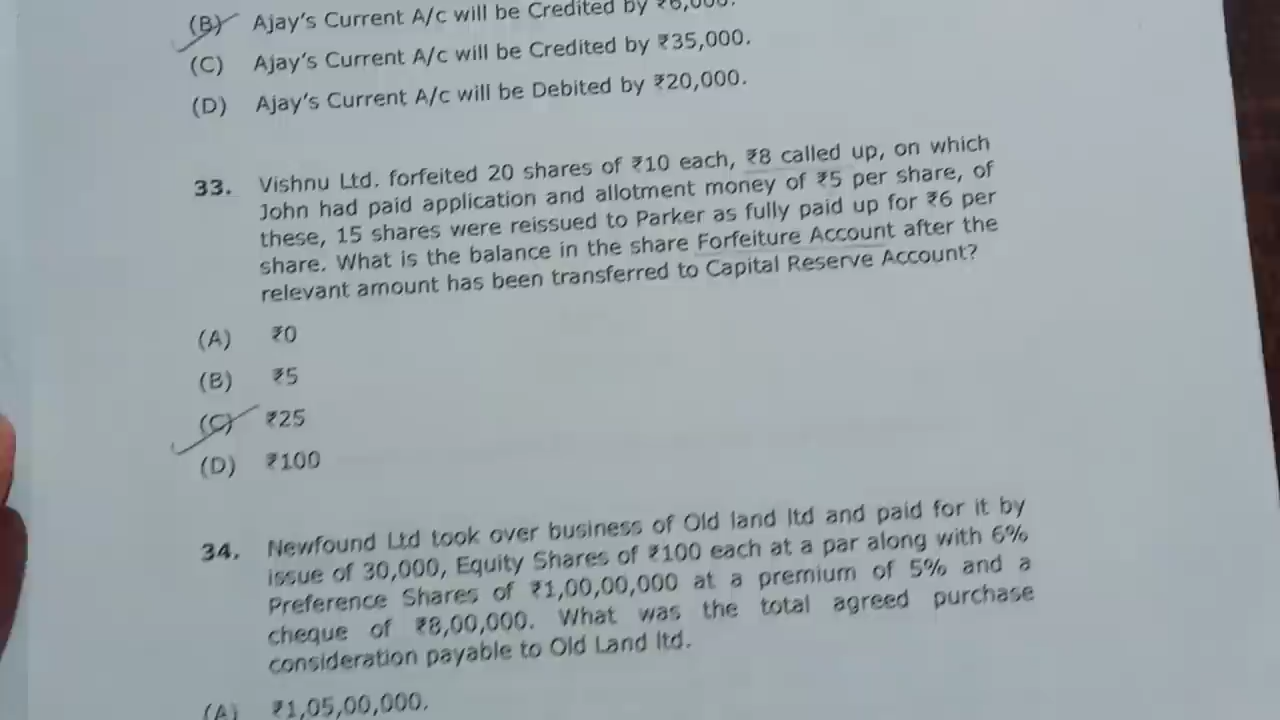 (B) Ajay's Current A/c will be Credited by ₹6,000.
(C) Ajay's Current A/c will be Credited by ₹35,000.
(D) Ajay's Current A/c will be Debited by ₹20,000.
33. Vishnu Ltd. forfeited 20 shares of ₹10 each, ₹8 called up, on which
John had paid application and allotment money of ₹5 per share, of
these, 15 shares were reissued to Parker as fully paid up for ₹6 per
share. What is the balance in the share Forfeiture Account after the
relevant amount has been transferred to Capital Reserve Account?
(A) ₹0
(B) ₹5
(C) ₹25
(D) ₹100
34. Newfound Ltd took over business of Old land ltd and paid for it by
issue of 30,000, Equity Shares of ₹100 each at a par along with 6%
Preference Shares of ₹1,00,00,000 at a premium of 5% and a
cheque of ₹8,00,000. What was the total agreed purchase
consideration payable to Old Land ltd.
(A) ₹1,05,00,000.